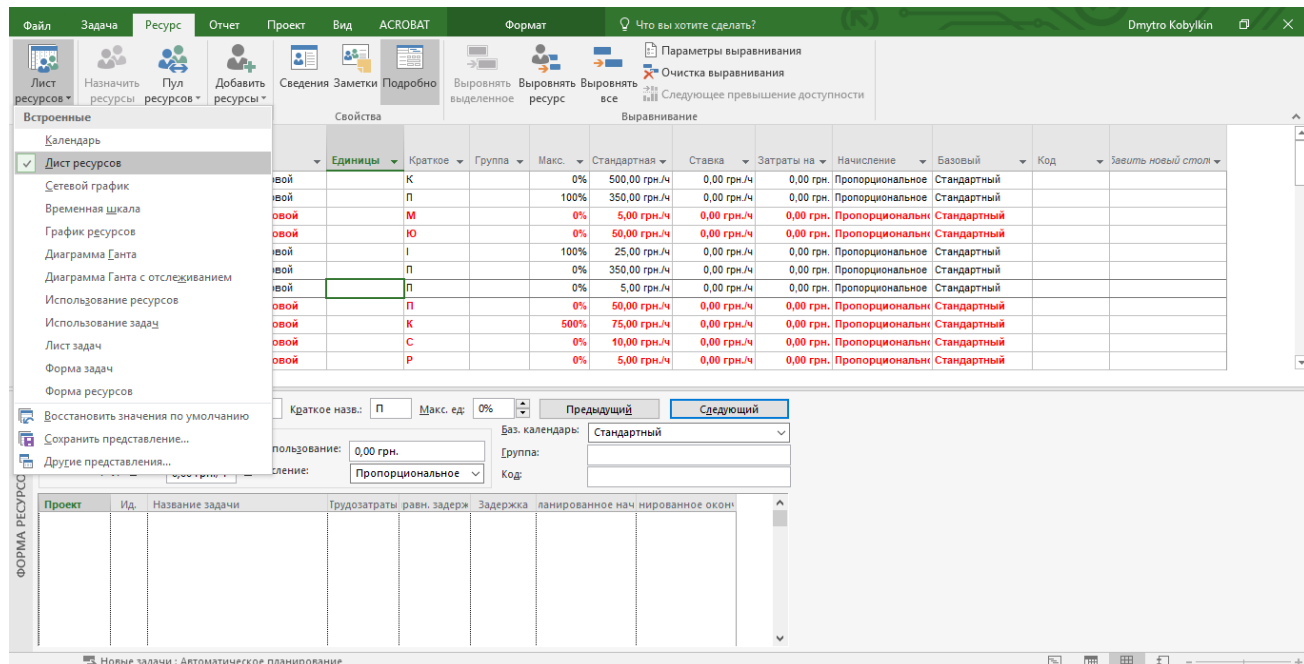 Файл Задача Ресурс Отчет Проект Вид ACROBAT Формат Что вы хотите сделать? Dmytro Kobylkin
Лист ресурсов
Назначить ресурсы
Пул ресурсов
Добавить ресурсы
Сведения Заметки Подробно
Выровнять выделенное
Выровнять ресурс
Выровнять все
Параметры выравнивания
Очистка выравнивания
Следующее превышение доступности
Свойства Выравнивание
Встроенные
Календарь
Лист ресурсов
Сетевой график
Временная шкала
График ресурсов
Диаграмма Ганта
Диаграмма Ганта с отслеживанием
Использование ресурсов
Использование задач
Лист задач
Форма задач
Форма ресурсов
Восстановить значения по умолчанию
Сохранить представление...
Другие представления...
Единицы Краткое Группа Макс. Стандартная Ставка Затраты на Начисление Базовый Код завить новый стол
овой К 0% 500,00 грн./ч 0,00 грн./ч 0,00 грн. Пропорциональное Стандартный
овой П 100% 350,00 грн./ч 0,00 грн./ч 0,00 грн. Пропорциональное Стандартный
овой М 0% 5,00 грн./ч 0,00 грн./ч 0,00 грн. Пропорциональн Стандартный
овой Ю 0% 50,00 грн./ч 0,00 грн./ч 0,00 грн. Пропорциональн Стандартный
овой І 100% 25,00 грн./ч 0,00 грн./ч 0,00 грн. Пропорциональное Стандартный
овой П 0% 350,00 грн./ч 0,00 грн./ч 0,00 грн. Пропорциональное Стандартный
овой П 0% 5,00 грн./ч 0,00 грн./ч 0,00 грн. Пропорциональное Стандартный
овой П 0% 50,00 грн./ч 0,00 грн./ч 0,00 грн. Пропорциональн Стандартный
овой К 500% 75,00 грн./ч 0,00 грн./ч 0,00 грн. Пропорциональн Стандартный
овой С 0% 10,00 грн./ч 0,00 грн./ч 0,00 грн. Пропорциональн Стандартный
овой Р 0% 5,00 грн./ч 0,00 грн./ч 0,00 грн. Пропорциональн Стандартный
Краткое назв.: П Макс. ед: 0% Предыдущий Следующий
Баз. календарь: Стандартный
пользование: 0,00 грн. Группа:
сление: Пропорциональное Код:
ФОРМА РЕСУРСО
Проект Ид. Название задачи Трудозатраты равн. задерж Задержка ланированное нач нированное оконч
Новые задачи : Автоматическое планирование